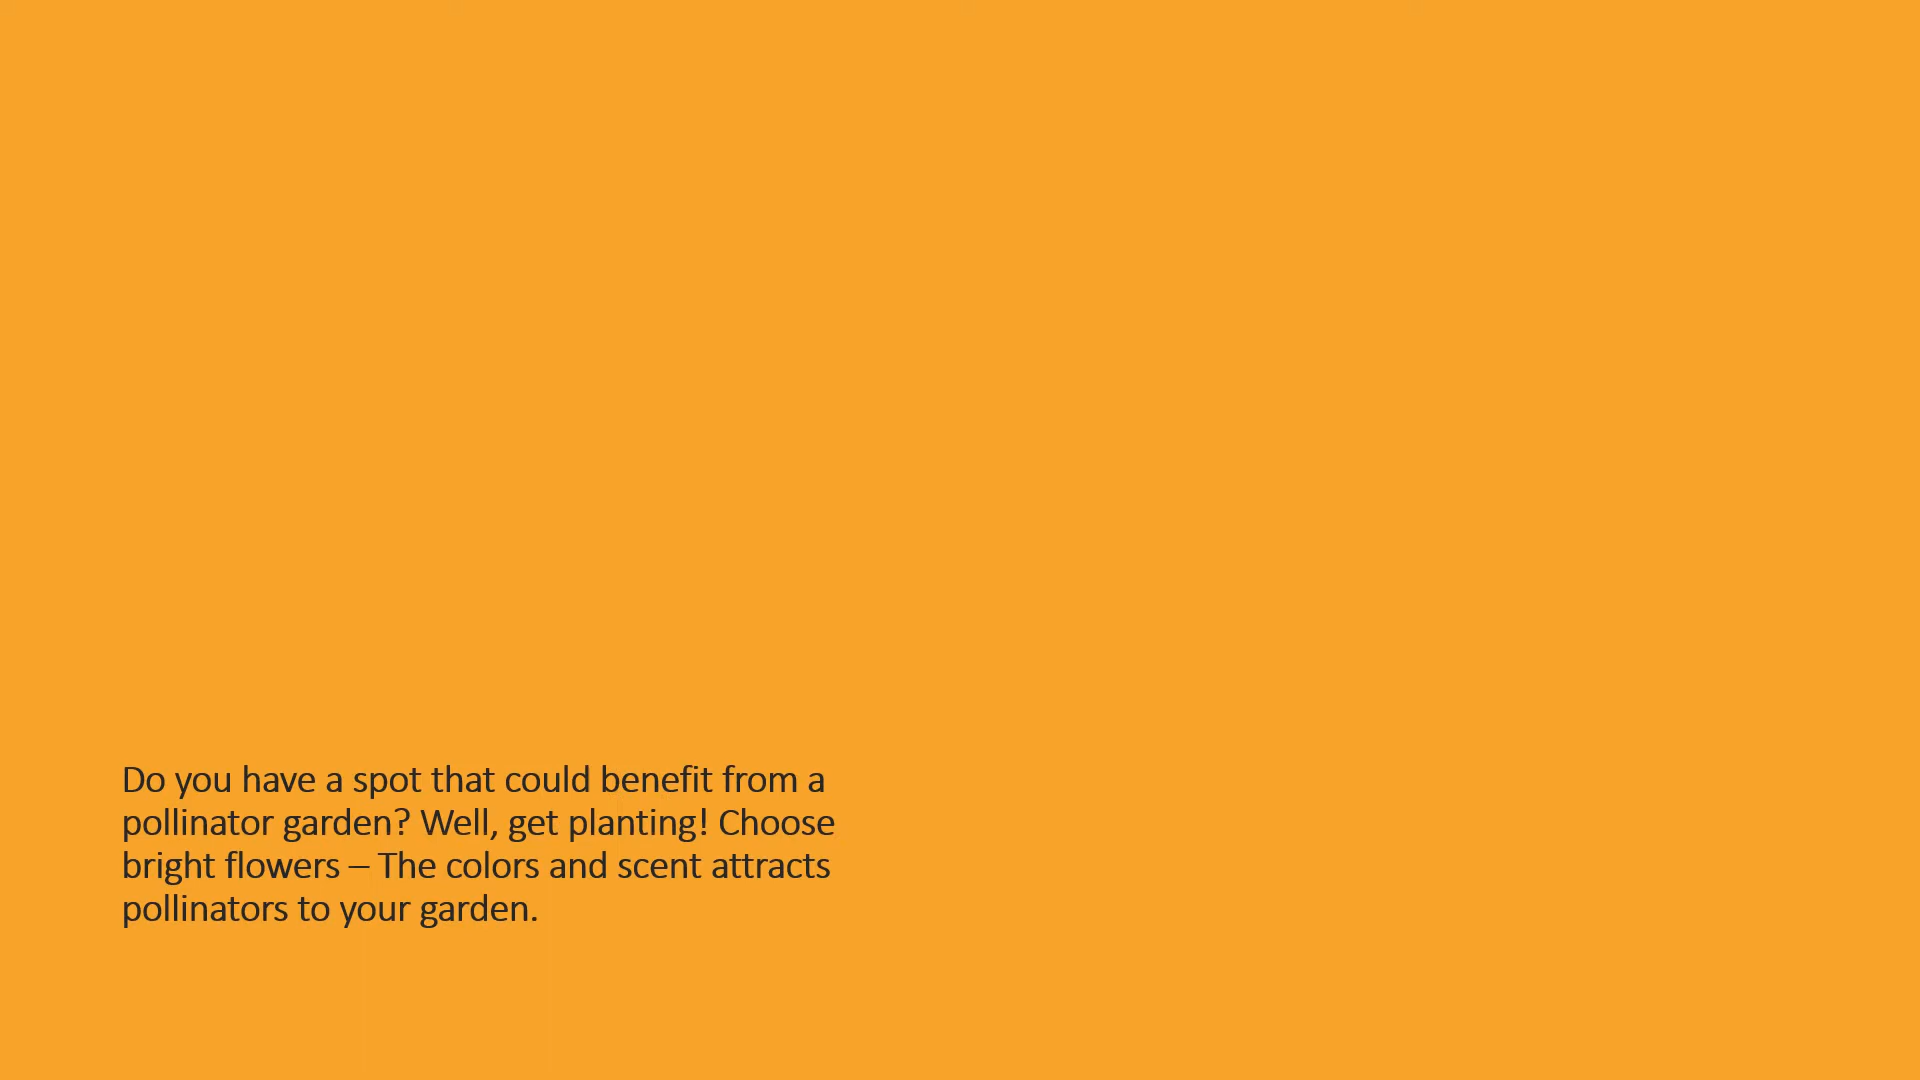 Do you have a spot that could benefit from a
pollinator garden? Well, get planting! Choose
bright flowers – The colors and scent attracts
pollinators to your garden.